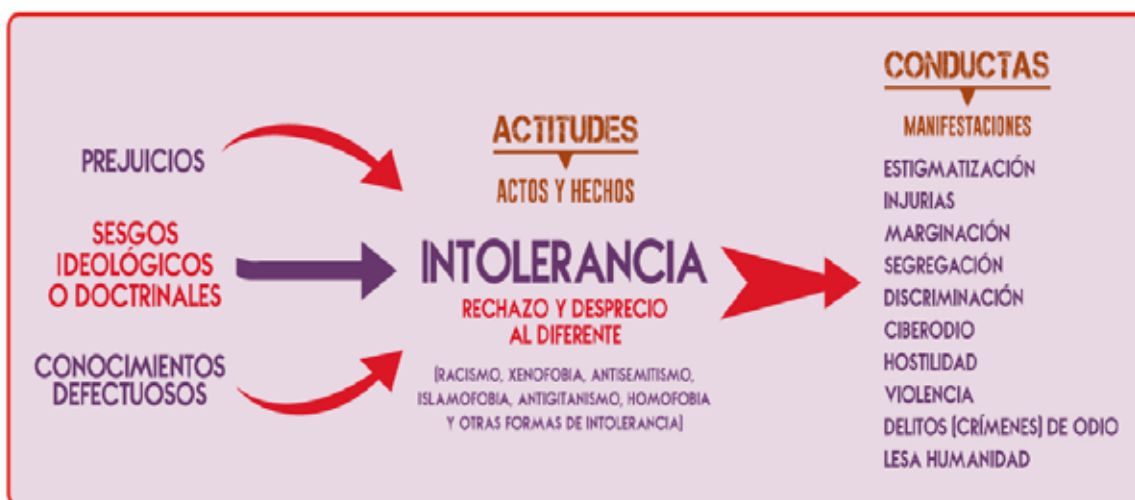 PREJUICIOS
SESGOS
IDEOLÓGICOS
O DOCTRINALES
CONOCIMIENTOS
DEFECTUOSOS
ACTITUDES
ACTOS Y HECHOS
INTOLERANCIA
RECHAZO Y DESPRECIO
AL DIFERENTE
(RACISMO, XENOFOBIA, ANTISEMITISMO,
ISLAMOFOBIA, ANTIGITANISMO, HOMOFOBIA
Y OTRAS FORMAS DE INTOLERANCIA)
CONDUCTAS
MANIFESTACIONES
ESTIGMATIZACIÓN
INJURIAS
MARGINACIÓN
SEGREGACIÓN
DISCRIMINACIÓN
CIBERODIO
HOSTILIDAD
VIOLENCIA
DELITOS (CRÍMENES) DE ODIO
LESA HUMANIDAD